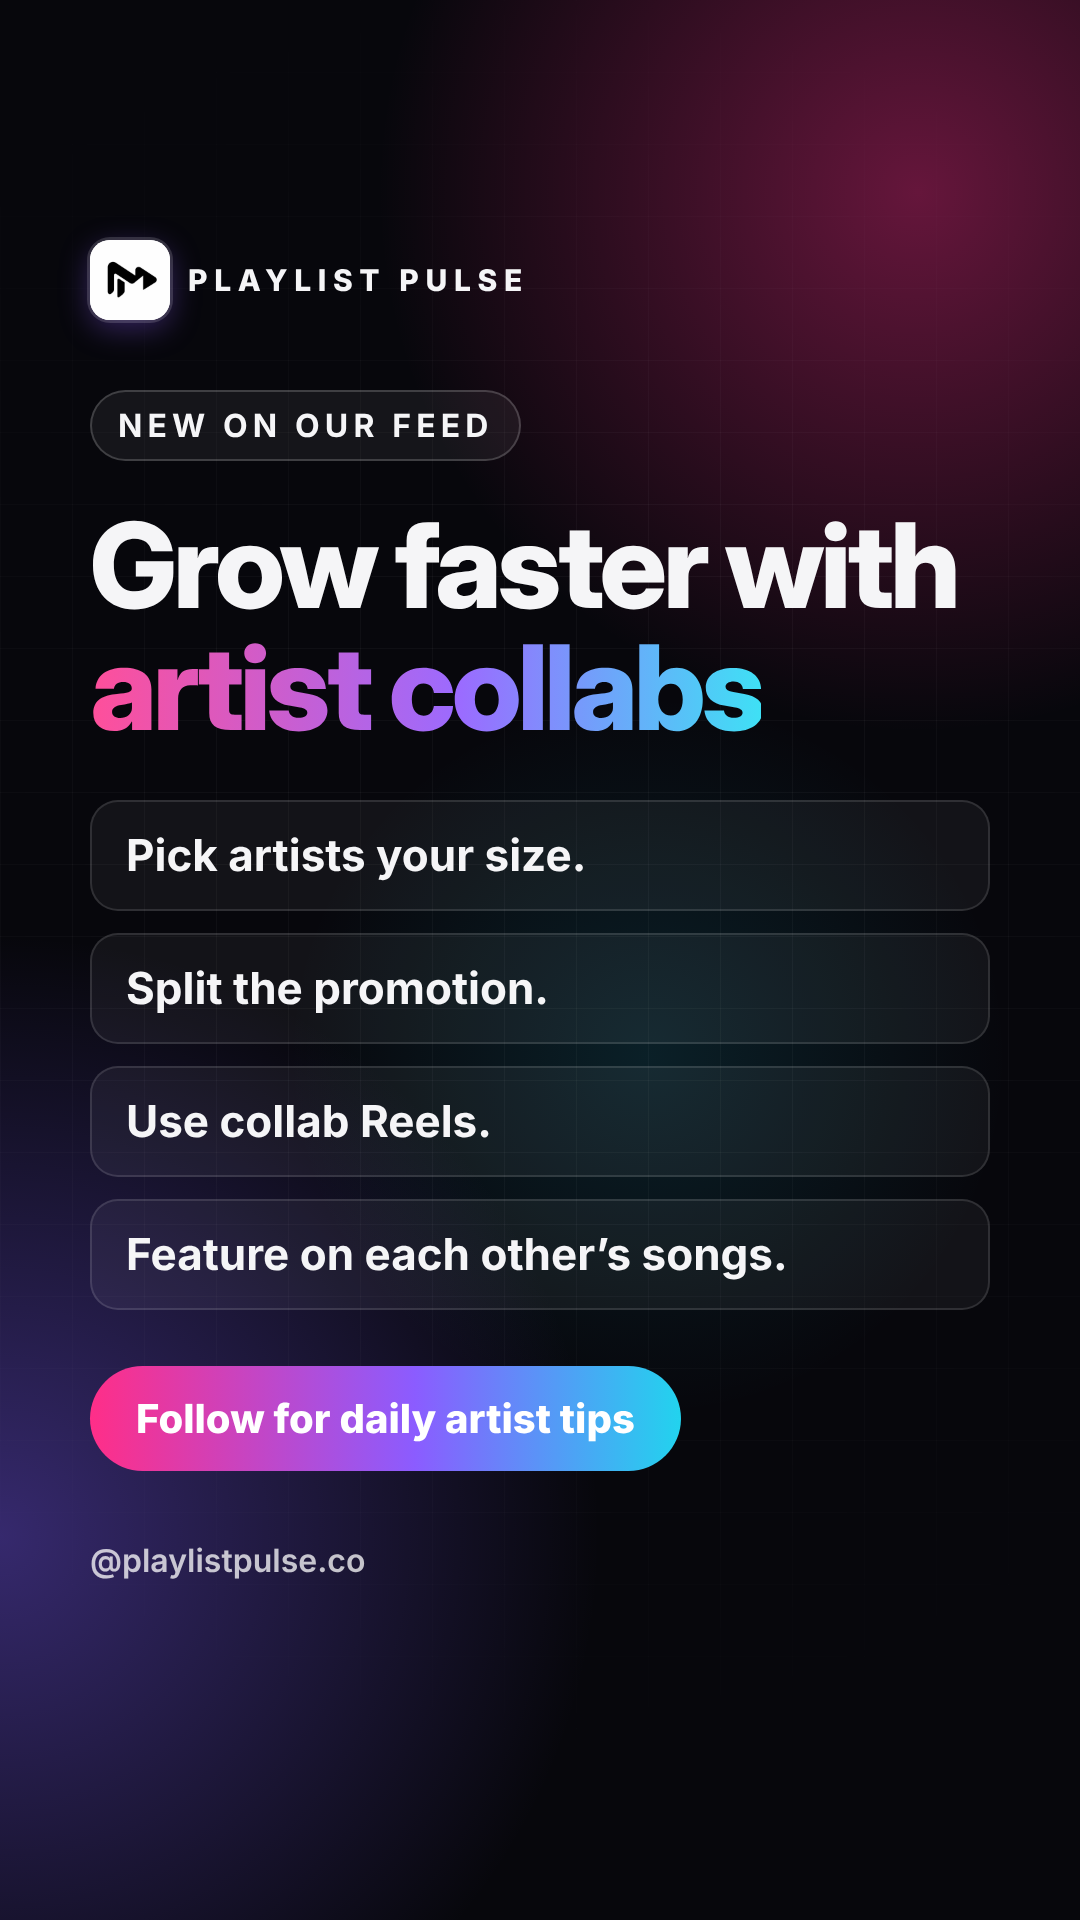 PLAYLIST PULSE
NEW ON OUR FEED
Grow faster with
artist collabs
Pick artists your size.
Split the promotion.
Use collab Reels.
Feature on each other’s songs.
Follow for daily artist tips
@playlistpulse.co